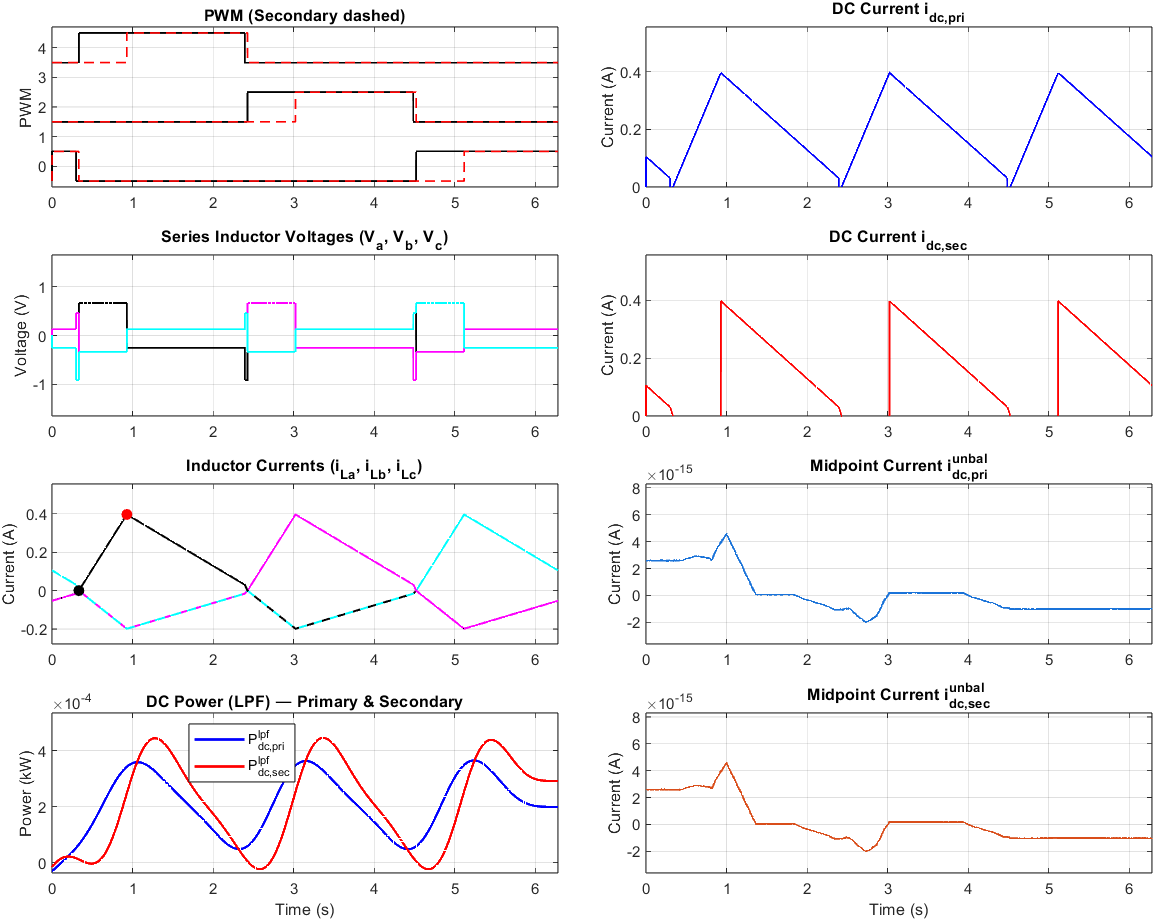 PWM (Secondary dashed)
PWM
4
3
2
1
0
0 1 2 3 4 5 6
DC Current i_dc,pri
Current (A)
0.4
0.2
0
0 1 2 3 4 5 6
Series Inductor Voltages (V_a, V_b, V_c)
Voltage (V)
1
0
-1
0 1 2 3 4 5 6
DC Current i_dc,sec
Current (A)
0.4
0.2
0
0 1 2 3 4 5 6
Inductor Currents (i_La, i_Lb, i_Lc)
Current (A)
0.4
0.2
0
-0.2
0 1 2 3 4 5 6
Midpoint Current i^unbal_dc,pri
×10^-15
Current (A)
8
6
4
2
0
-2
0 1 2 3 4 5 6
DC Power (LPF) — Primary & Secondary
×10^-4
Power (kW)
4
2
0
P^lpf_dc,pri
P^lpf_dc,sec
0 1 2 3 4 5 6
Time (s)
Midpoint Current i^unbal_dc,sec
×10^-15
Current (A)
8
6
4
2
0
-2
0 1 2 3 4 5 6
Time (s)